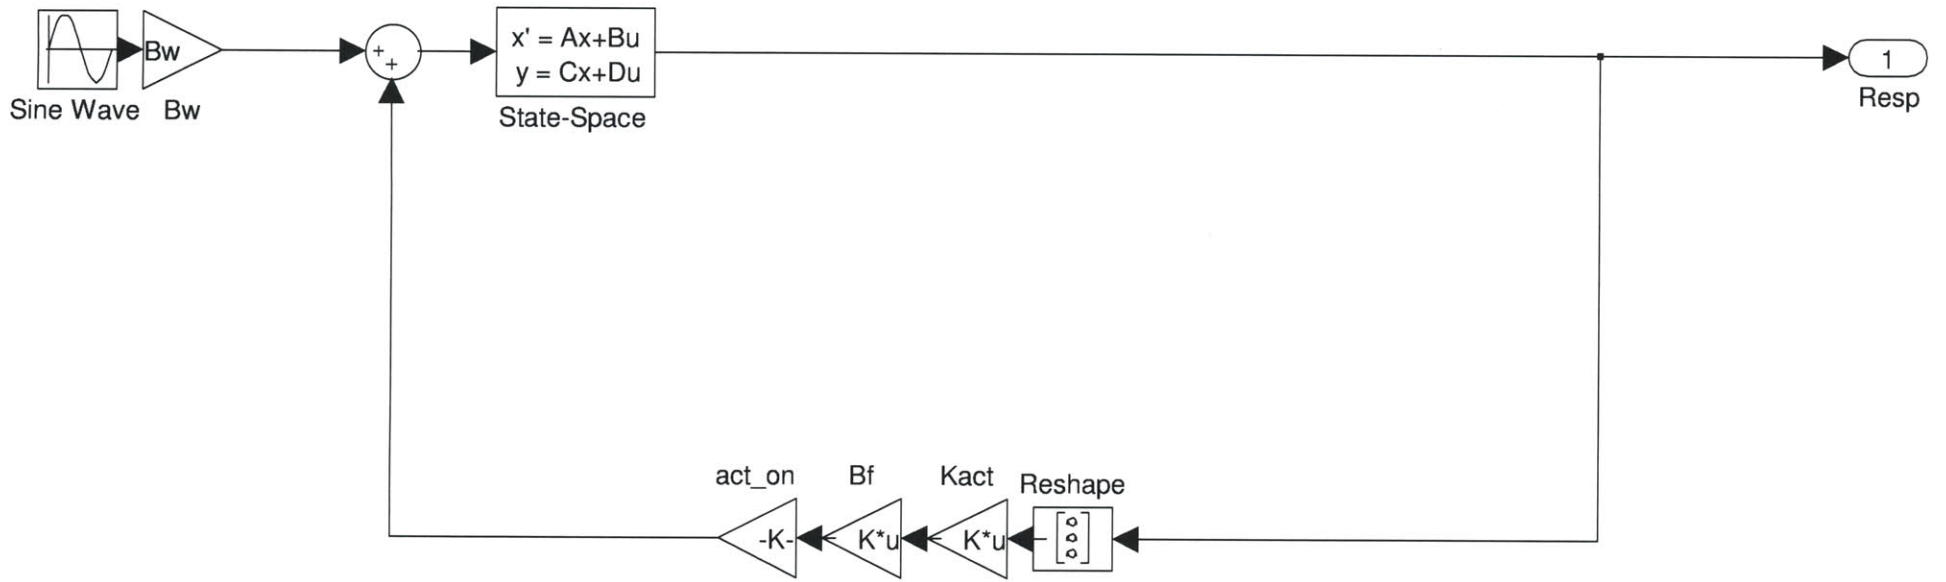 Bw
+
+
x' = Ax+Bu
y = Cx+Du
1
Sine Wave
Bw
State-Space
Resp
act_on
Bf
Kact
Reshape
-K-
K*u
K*u